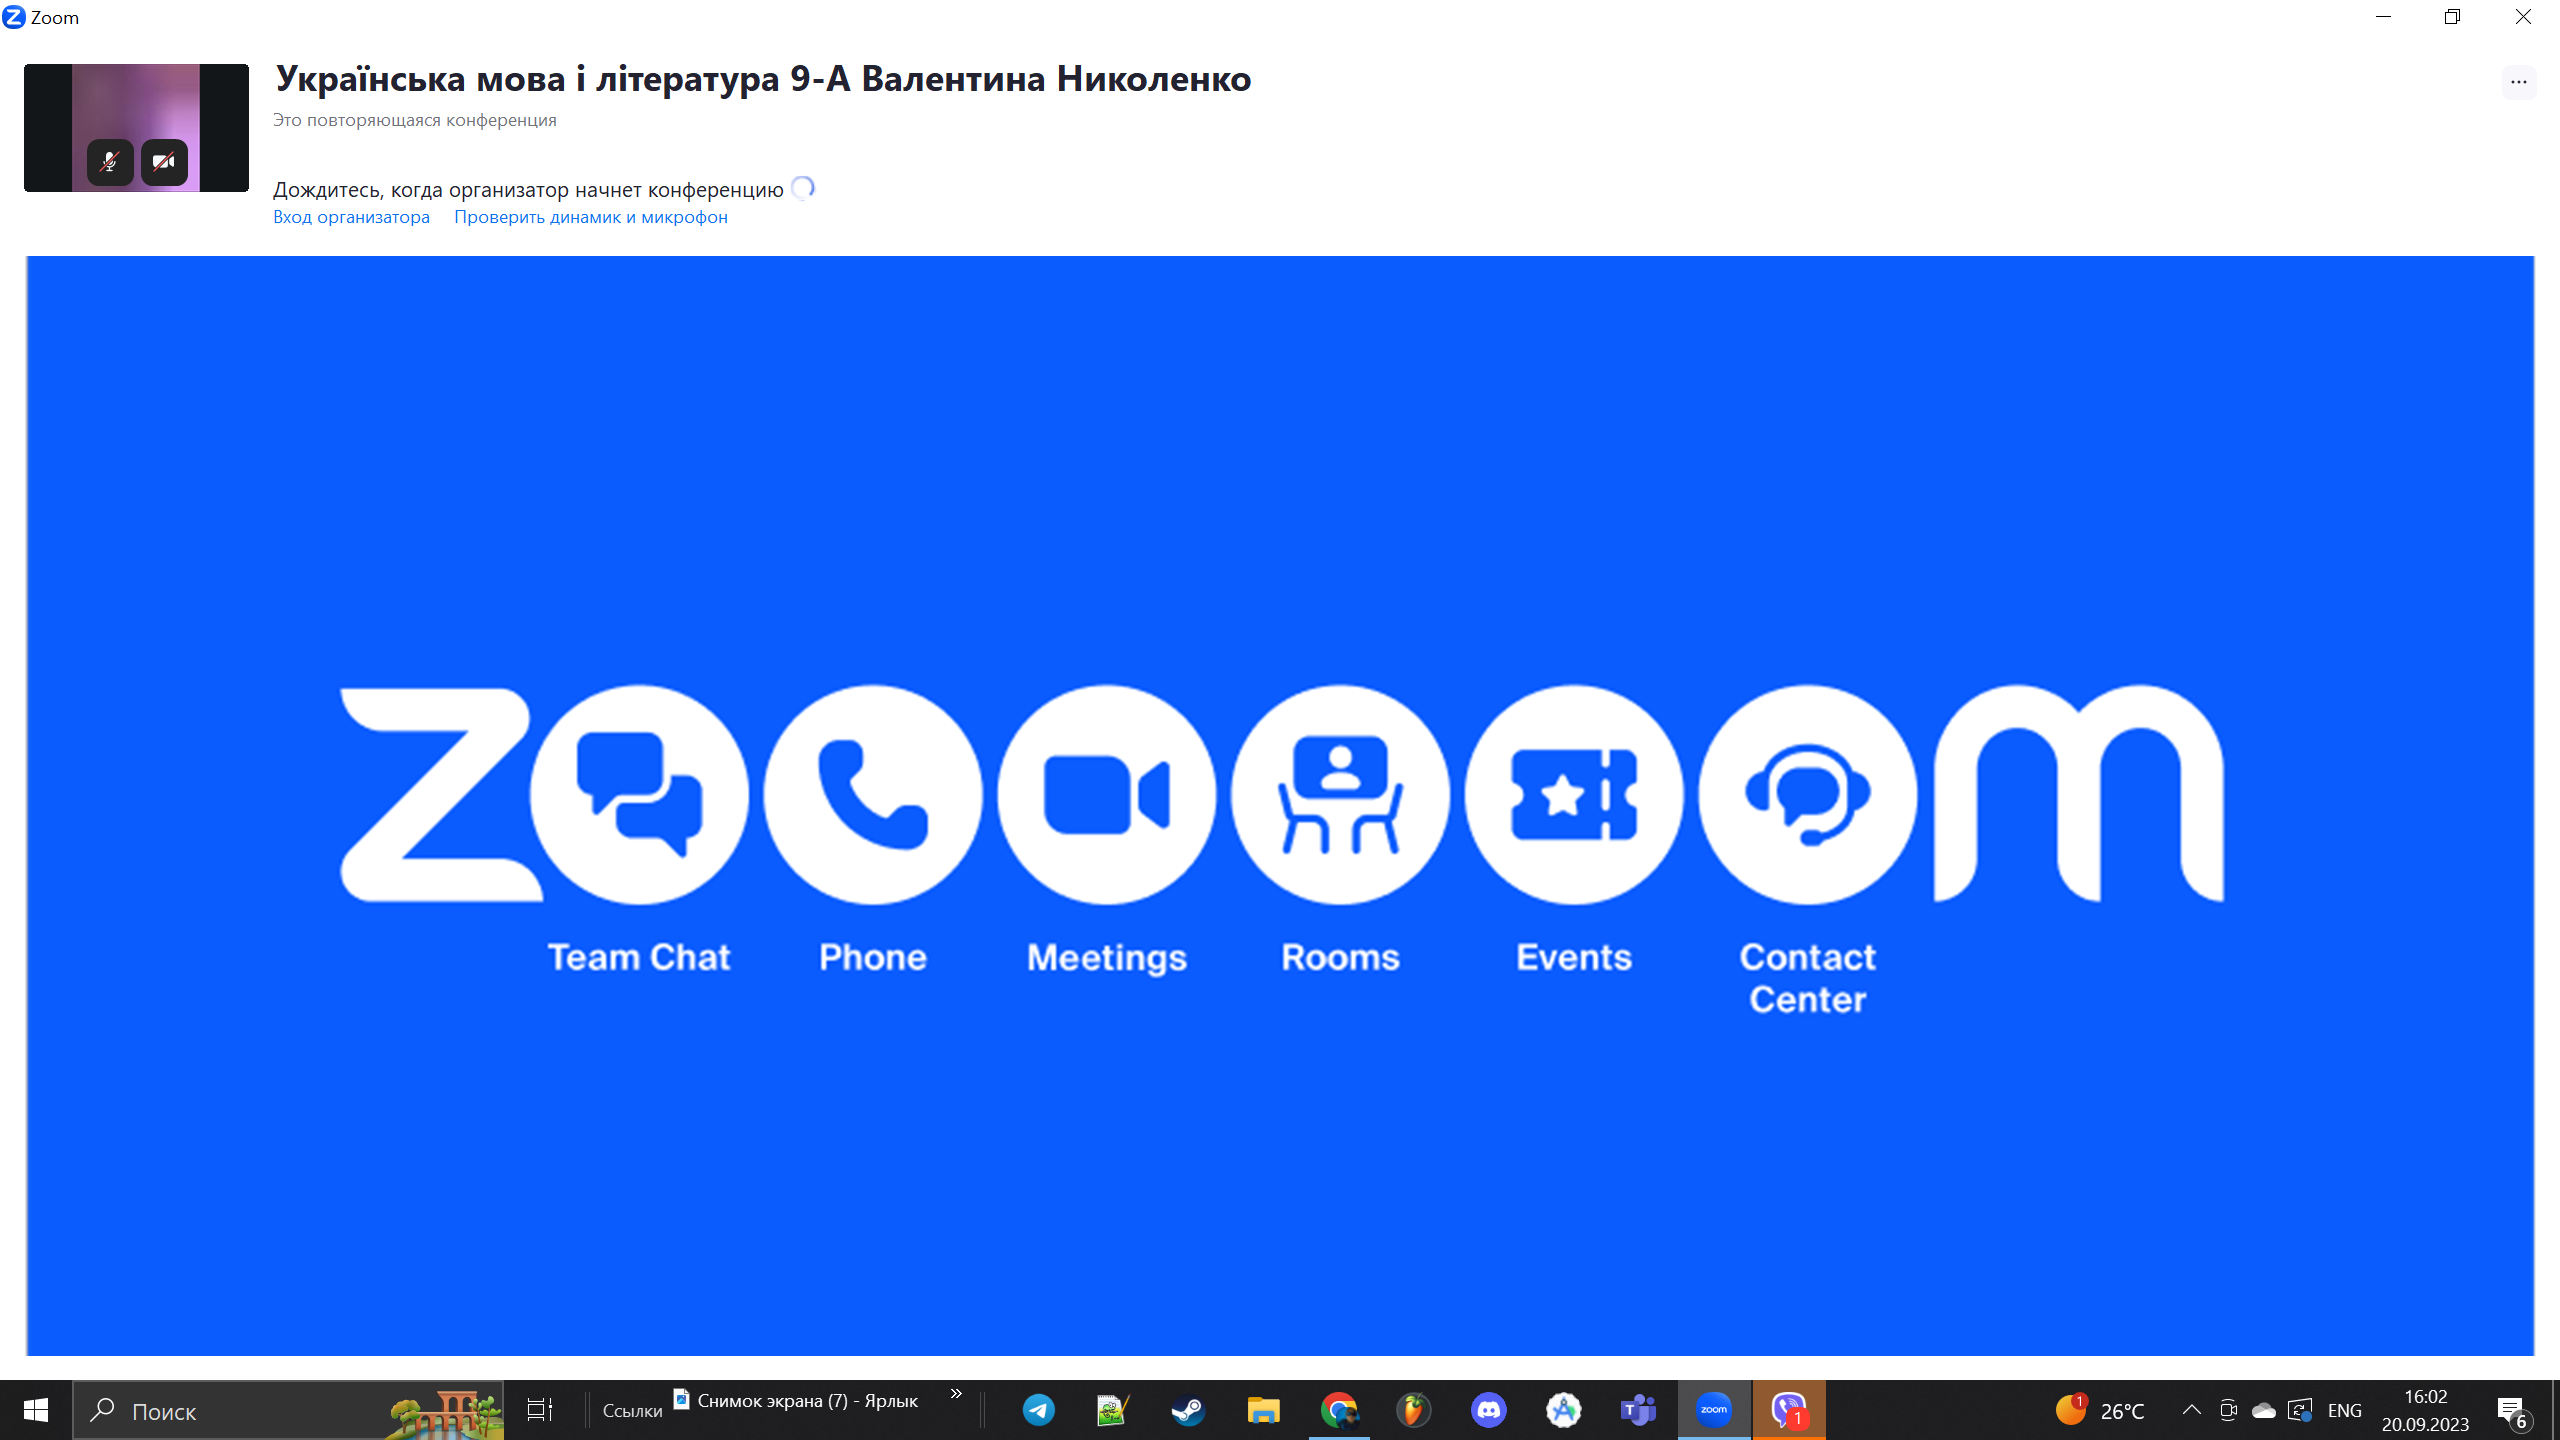 Zoom
Українська мова і література 9-А Валентина Николенко
Это повторяющаяся конференция
Дождитесь, когда организатор начнет конференцию
Вход организатора Проверить динамик и микрофон
zoooooom
Team Chat Phone Meetings Rooms Events Contact Center
Поиск Ссылки Снимок экрана (7) - Ярлык zoom 1 1 26°C ENG 16:02
20.09.2023 6